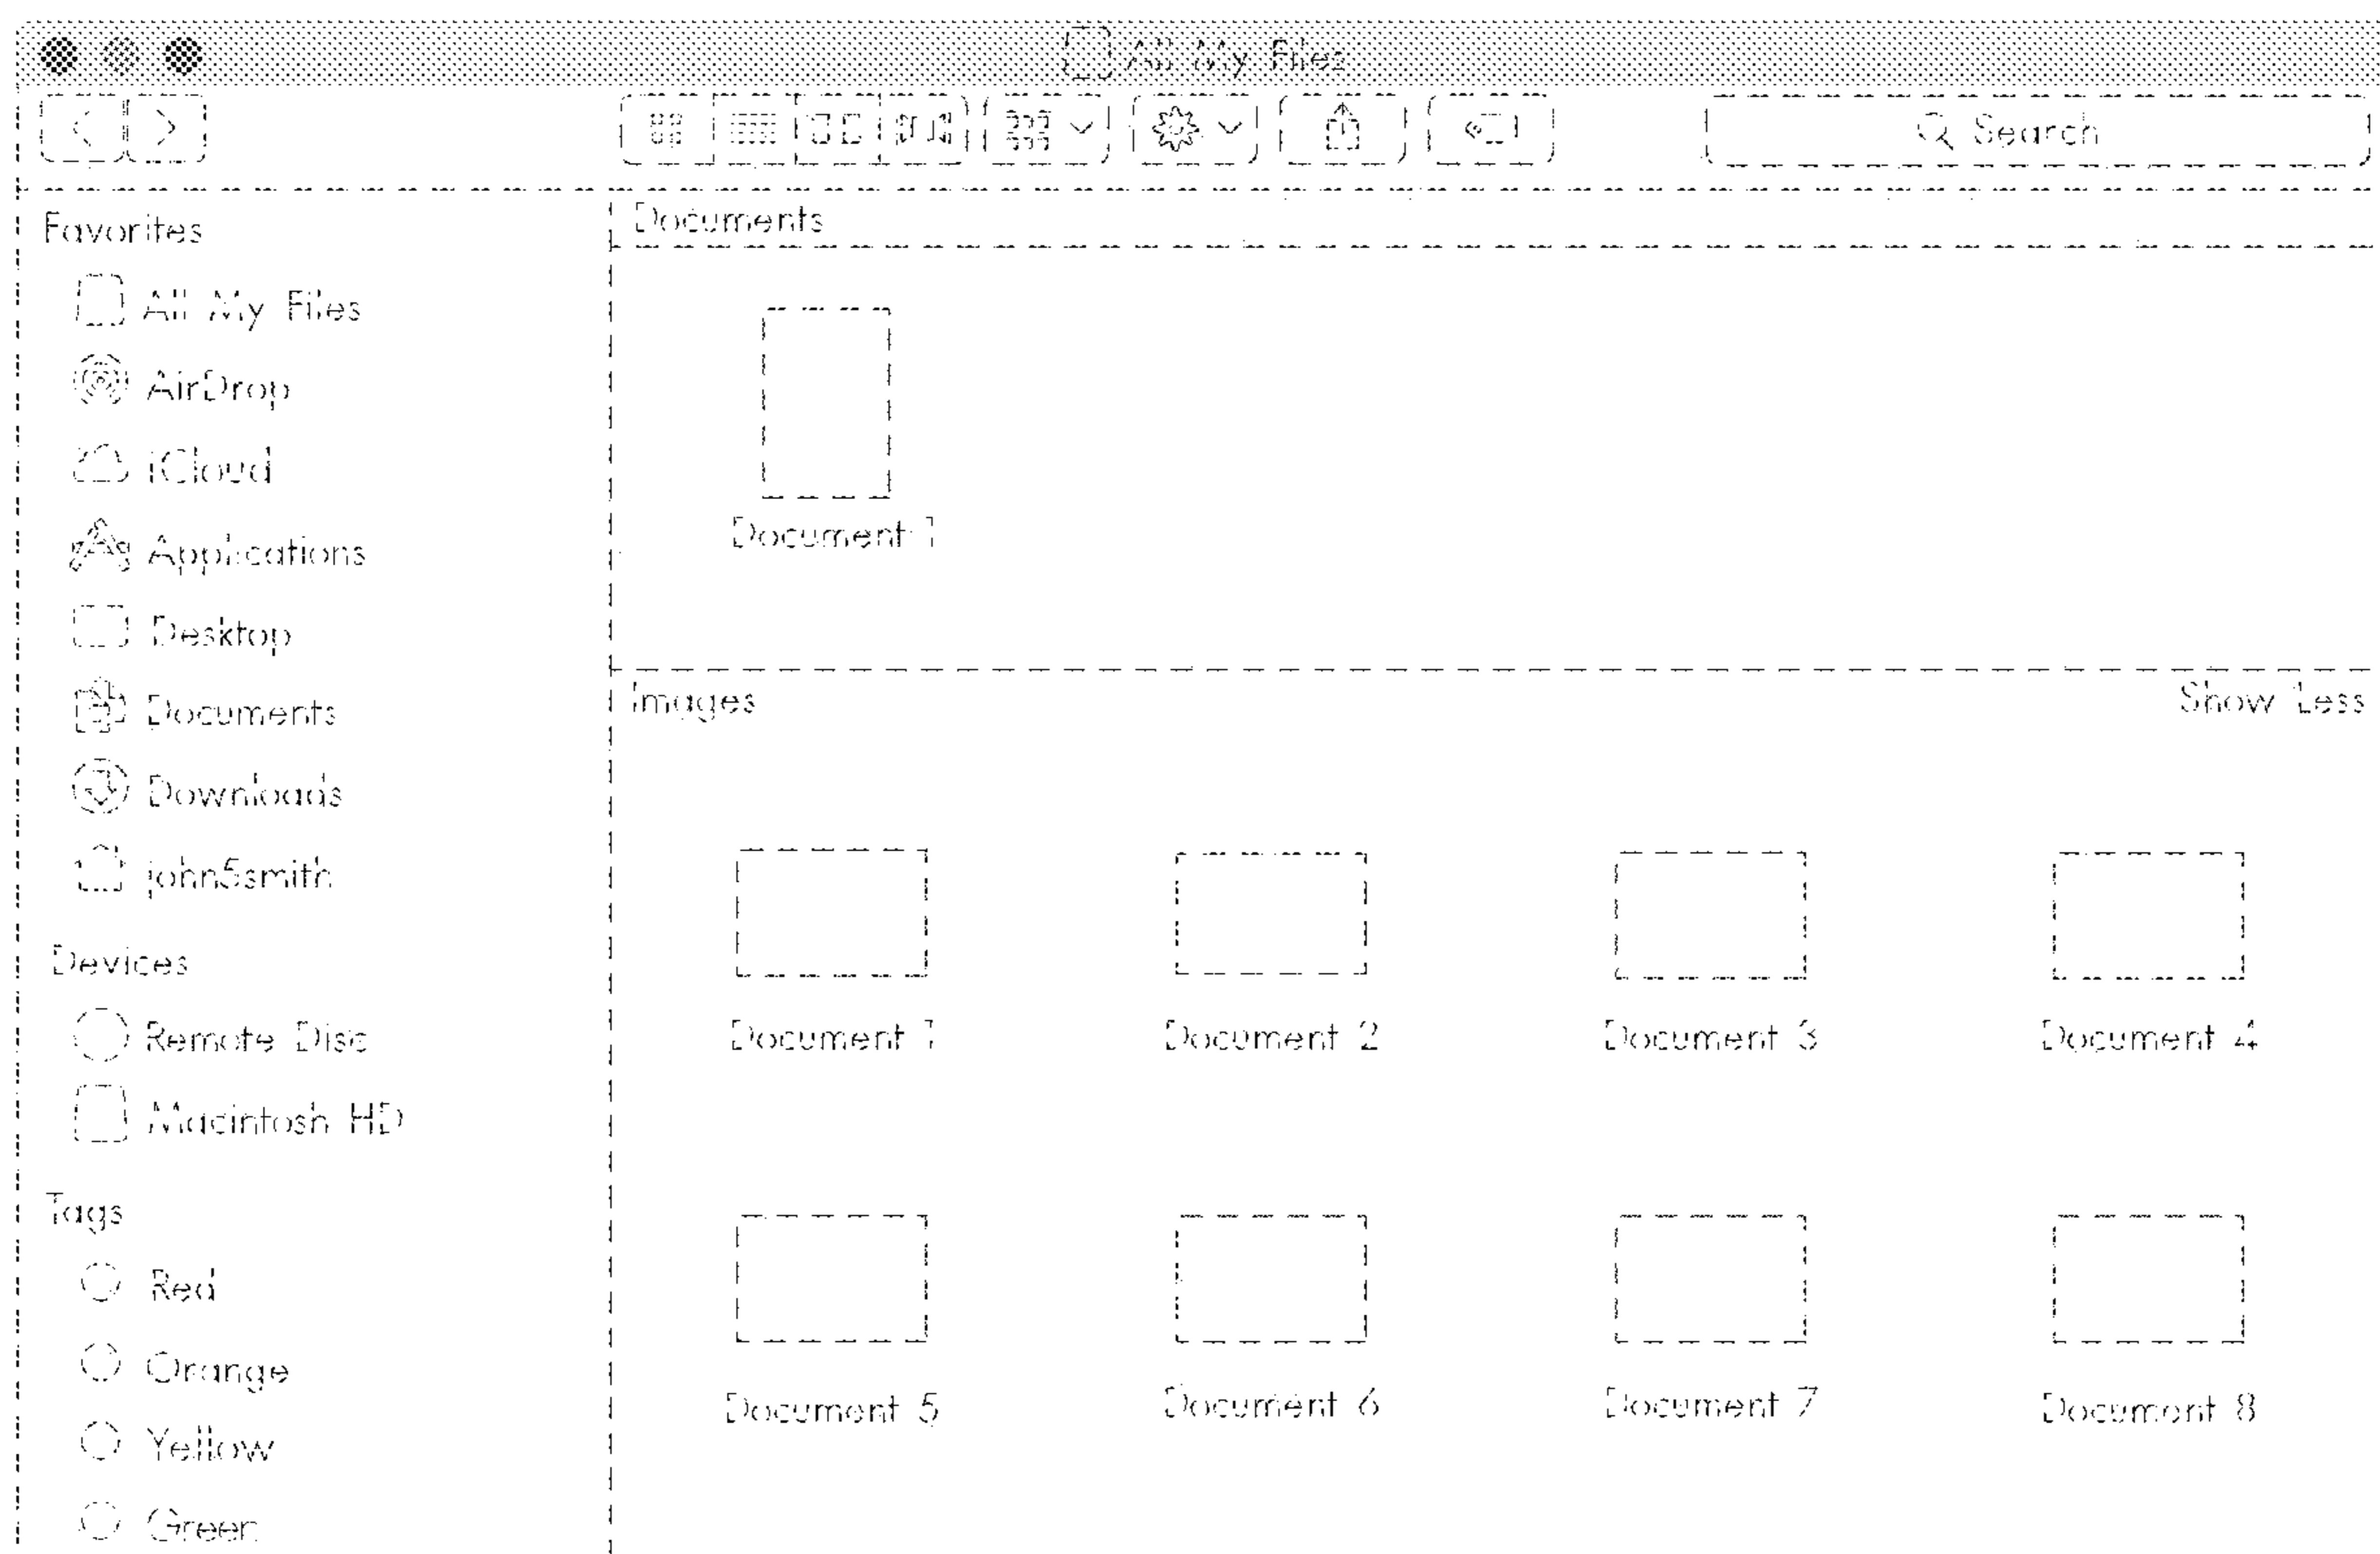 All My Files
Search
Favorites
All My Files
AirDrop
iCloud
Applications
Desktop
Documents
Downloads
john5smith
Devices
Remote Disc
Macintosh HD
Tags
Red
Orange
Yellow
Green
Documents
Document 1
Images Show Less
Document 1 Document 2 Document 3 Document 4
Document 5 Document 6 Document 7 Document 8